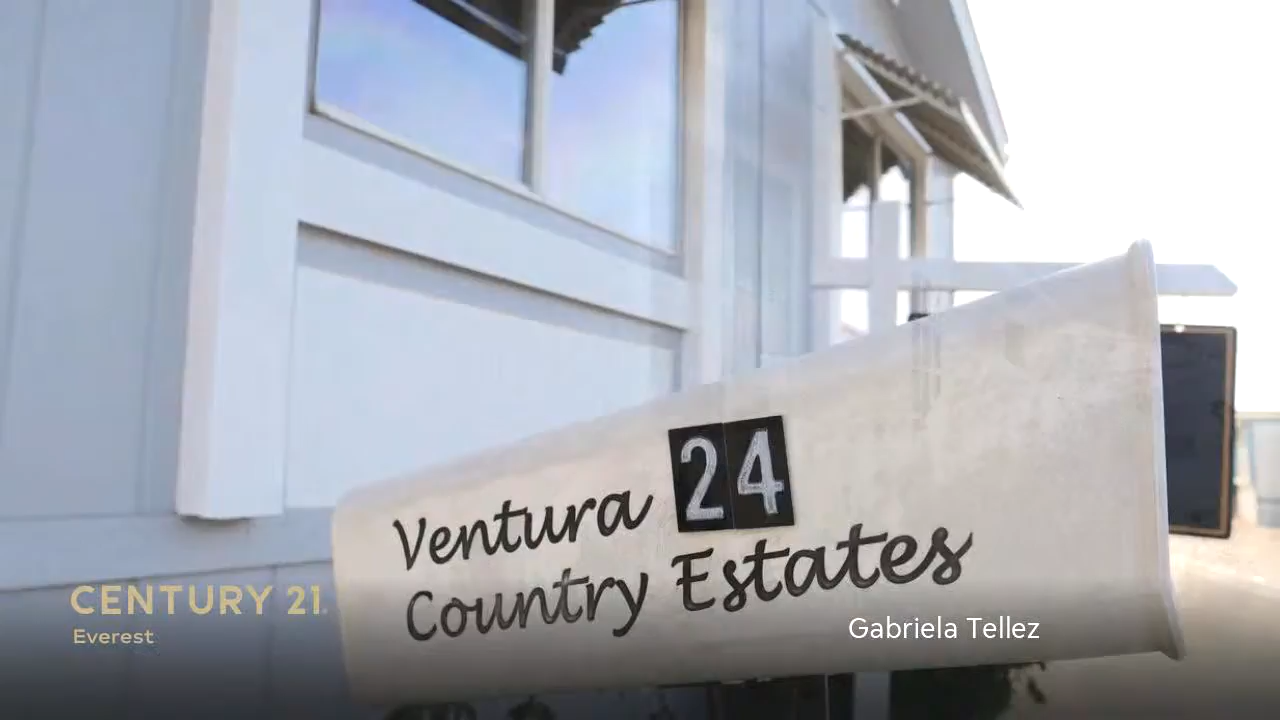 24
Ventura
Country Estates
CENTURY 21.
Everest
Gabriela Tellez